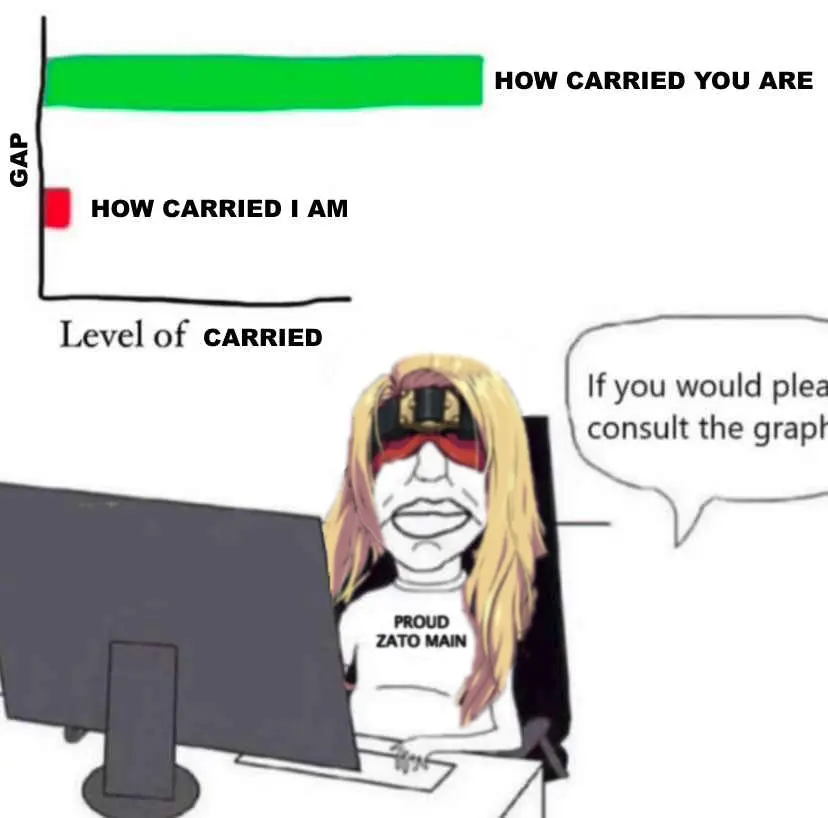 HOW CARRIED YOU ARE
GAP
HOW CARRIED I AM
Level of CARRIED
If you would plea
consult the graph
PROUD
ZATO MAIN